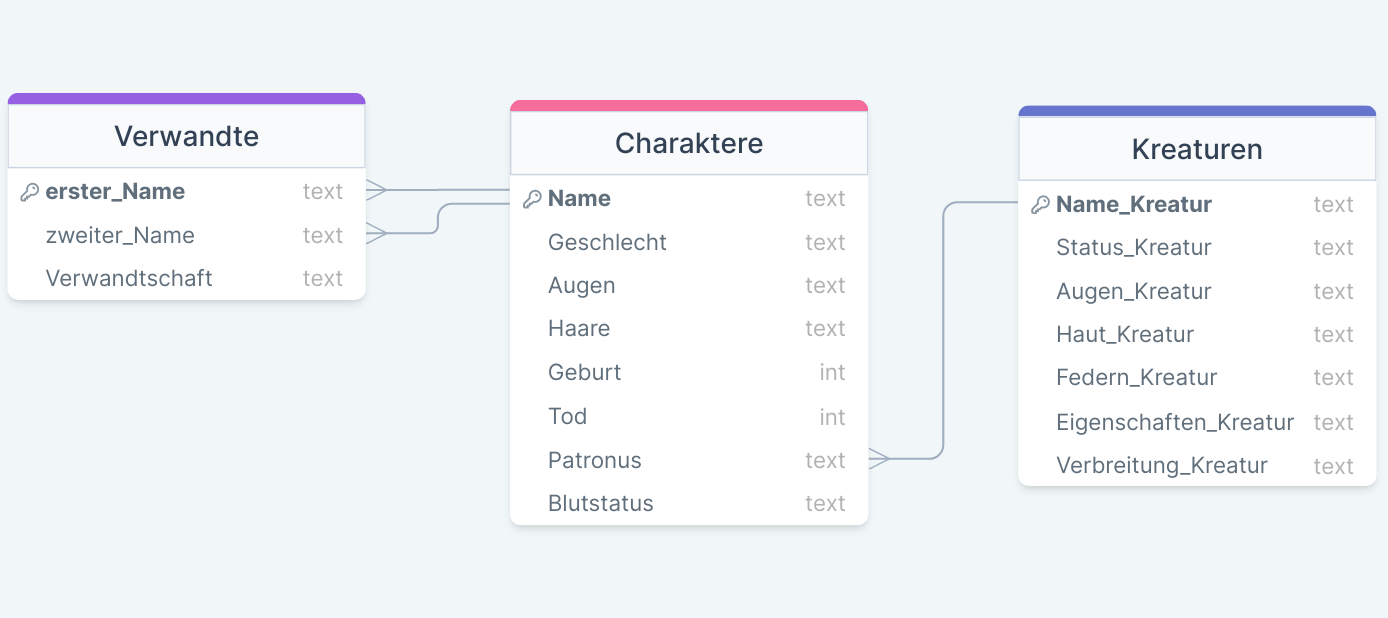 Verwandte
erster_Name text
zweiter_Name text
Verwandtschaft text
Charaktere
Name text
Geschlecht text
Augen text
Haare text
Geburt int
Tod int
Patronus text
Blutstatus text
Kreaturen
Name_Kreatur text
Status_Kreatur text
Augen_Kreatur text
Haut_Kreatur text
Federn_Kreatur text
Eigenschaften_Kreatur text
Verbreitung_Kreatur text